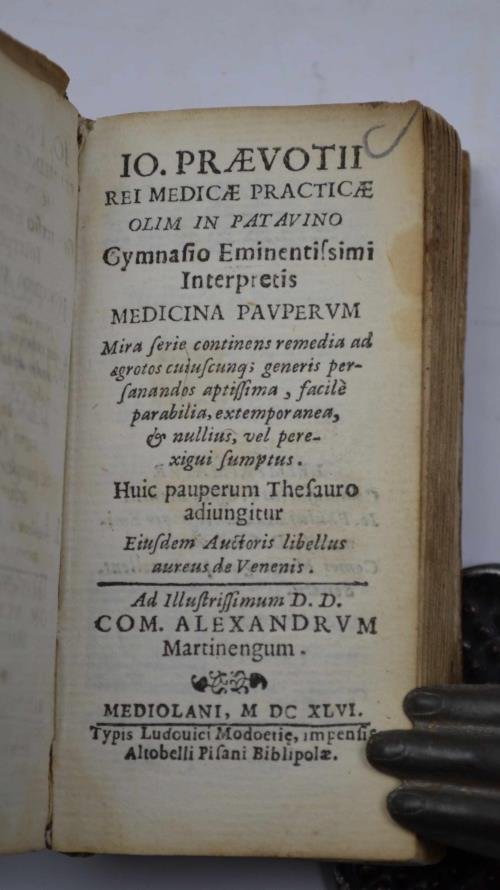 IO. PRÆVOTII
REI MEDICÆ PRACTICÆ
OLIM IN PATAVINO
Gymnaſio Eminentiſsimi
Interpretis
MEDICINA PAVPERVM
Mira ſerie continens remedia ad
ægrotos cuiuſcunq; generis per-
ſanandos aptiſſima, facilè
parabilia, extemporanea,
& nullius, vel pere-
xigui ſumptus.
Huic pauperum Theſauro
adiungitur
Eiuſdem Auctoris libellus
aureus de Venenis.
Ad Illuſtriſſimum D. D.
COM. ALEXANDRVM
Martinengum.
MEDIOLANI, M DC XLVI.
Typis Ludouici Modoetię, impenſis
Altobelli Piſani Biblipolæ.